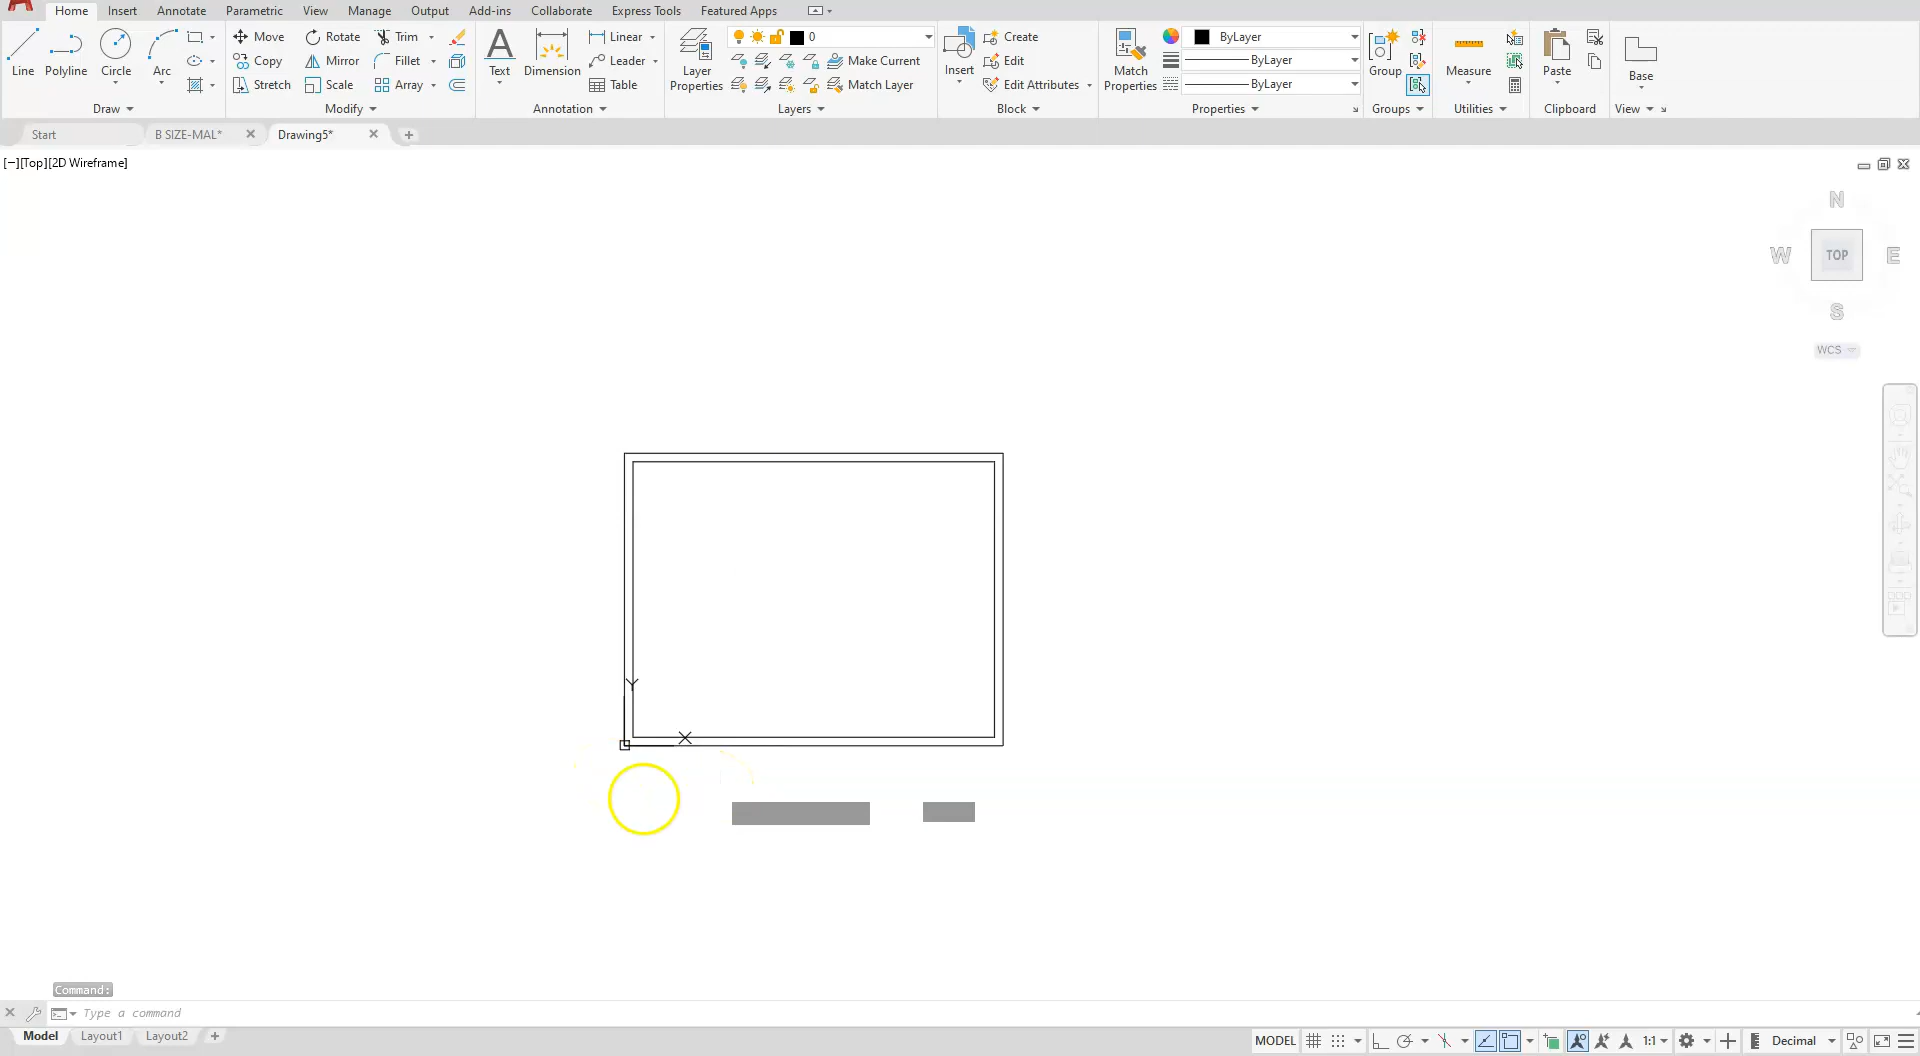 Home Insert Annotate Parametric View Manage Output Add-ins Collaborate Express Tools Featured Apps
Line Polyline Circle Arc
Move Rotate Trim
Copy Mirror Fillet
Stretch Scale Array
Text Dimension
Linear
Leader
Table
Layer Properties
0
Make Current
Match Layer
Insert
Create
Edit
Edit Attributes
Match Properties
ByLayer
ByLayer
ByLayer
Group
Measure
Paste
Base
Draw Modify Annotation Layers Block Properties Groups Utilities Clipboard View
Start B SIZE-MAL* Drawing5*
[−][Top][2D Wireframe]
N
W TOP E
S
WCS
Y
X
Command:
Type a command
Model Layout1 Layout2
MODEL 1:1 Decimal